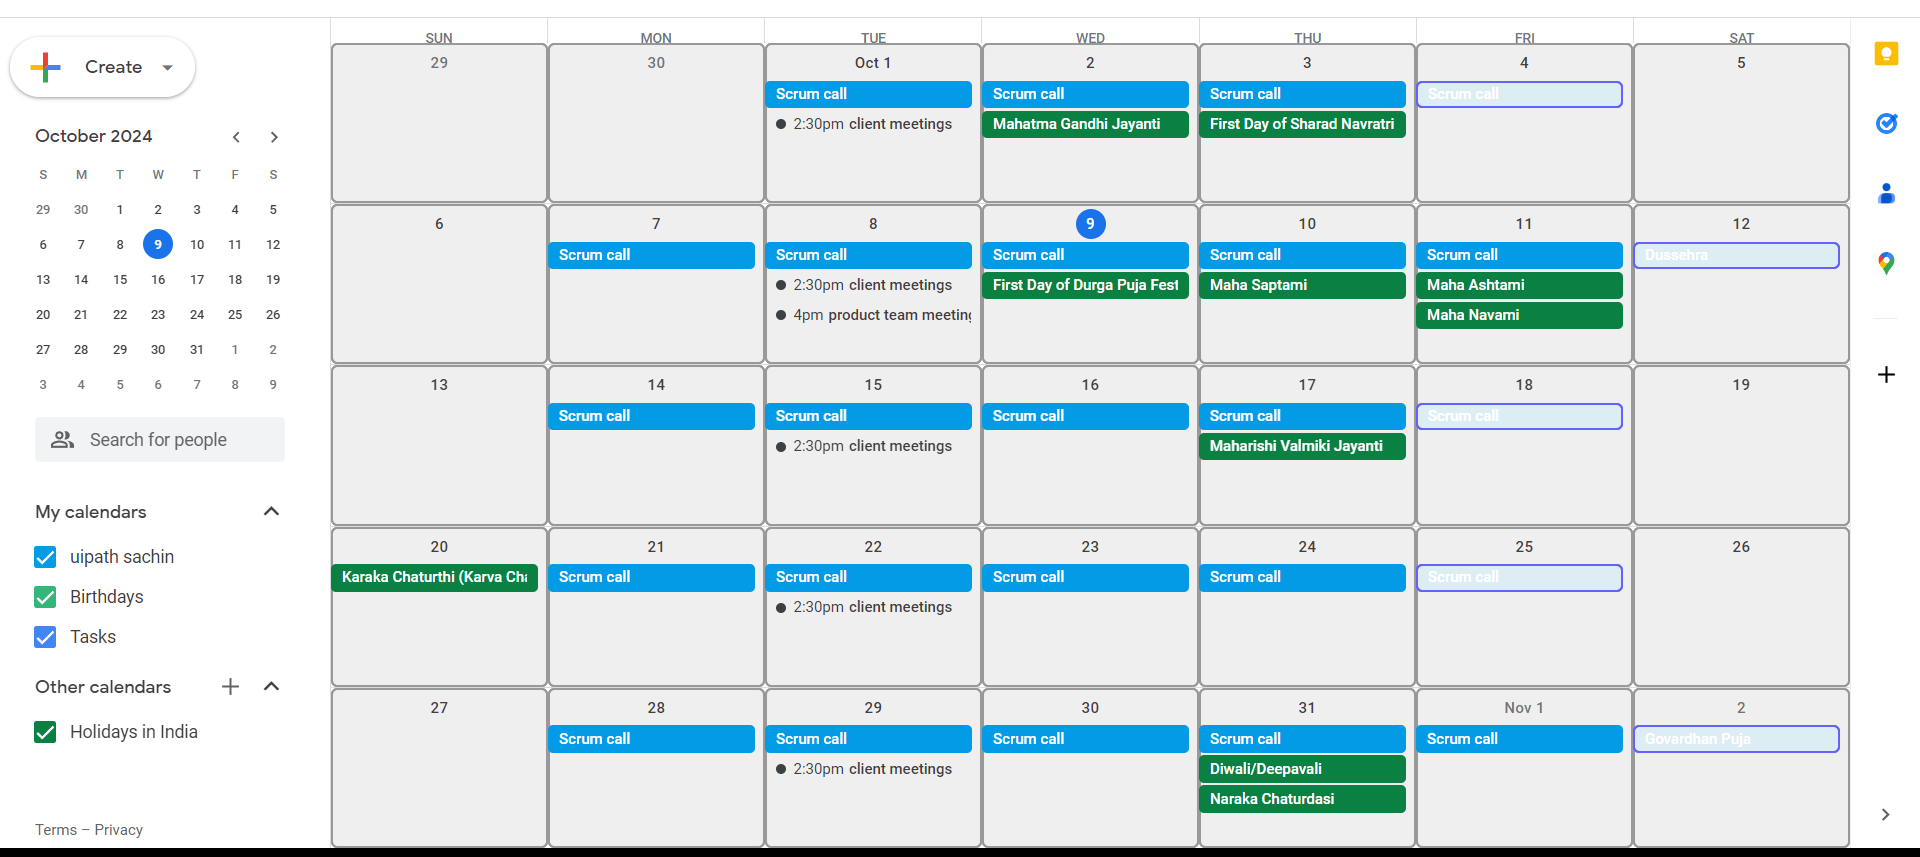 Create
October 2024
S M T W T F S
29 30 1 2 3 4 5
6 7 8 9 10 11 12
13 14 15 16 17 18 19
20 21 22 23 24 25 26
27 28 29 30 31 1 2
3 4 5 6 7 8 9
Search for people
My calendars
uipath sachin
Birthdays
Tasks
Other calendars
Holidays in India
Terms – Privacy
SUN MON TUE WED THU FRI SAT
29 30 Oct 1 2 3 4 5
Scrum call Scrum call Scrum call Scrum call
2:30pm client meetings Mahatma Gandhi Jayanti First Day of Sharad Navratri
6 7 8 9 10 11 12
Scrum call Scrum call Scrum call Scrum call Scrum call Dussehra
2:30pm client meetings First Day of Durga Puja Fest Maha Saptami Maha Ashtami
4pm product team meeting Maha Navami
13 14 15 16 17 18 19
Scrum call Scrum call Scrum call Scrum call Scrum call
2:30pm client meetings Maharishi Valmiki Jayanti
20 21 22 23 24 25 26
Karaka Chaturthi (Karva Cha Scrum call Scrum call Scrum call Scrum call Scrum call
2:30pm client meetings
27 28 29 30 31 Nov 1 2
Scrum call Scrum call Scrum call Scrum call Scrum call Govardhan Puja
2:30pm client meetings Diwali/Deepavali
Naraka Chaturdasi